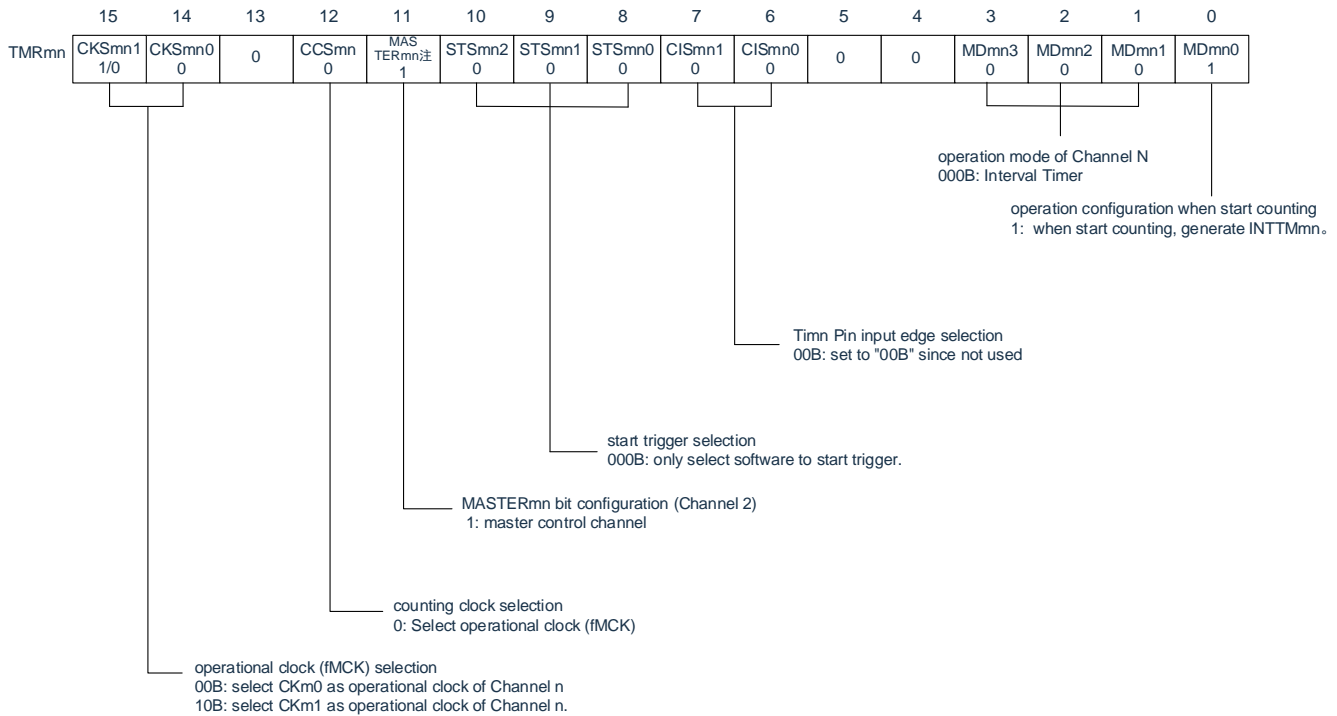 15 14 13 12 11 10 9 8 7 6 5 4 3 2 1 0
TMRmn CKSmn1 CKSmn0 0 CCSmn MAS STSmn2 STSmn1 STSmn0 CISmn1 CISmn0 0 0 MDmn3 MDmn2 MDmn1 MDmn0
TERmn注
1/0 0 0 1 0 0 0 0 0 0 0 0 1
operation mode of Channel N
000B: Interval Timer
operation configuration when start counting
1: when start counting, generate INTTMmn。
Timn Pin input edge selection
00B: set to "00B" since not used
start trigger selection
000B: only select software to start trigger.
MASTERmn bit configuration (Channel 2)
1: master control channel
counting clock selection
0: Select operational clock (fMCK)
operational clock (fMCK) selection
00B: select CKm0 as operational clock of Channel n
10B: select CKm1 as operational clock of Channel n.